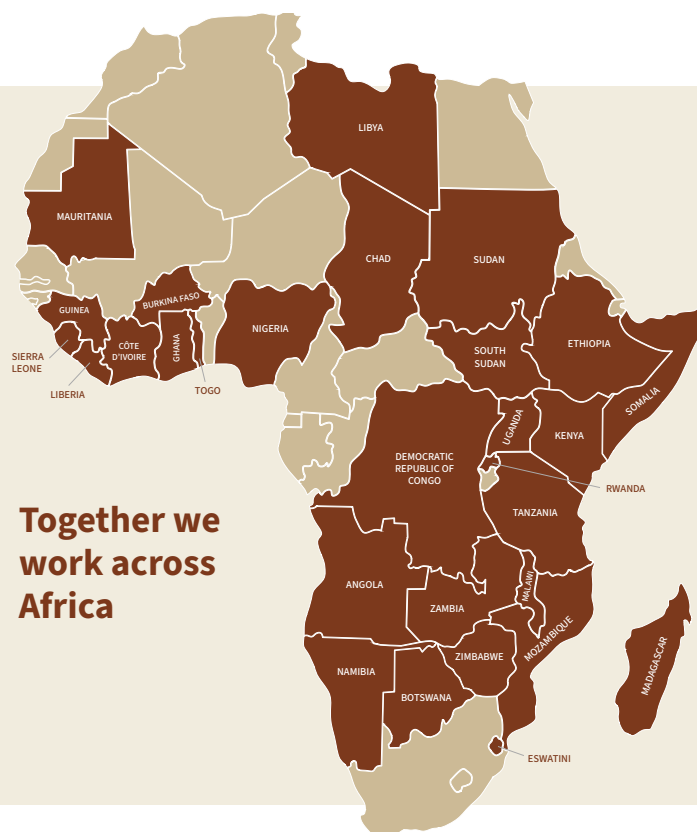 LIBYA
MAURITANIA
CHAD
SUDAN
BURKINA FASO
GUINEA
NIGERIA
CÔTE
D'IVOIRE
GHANA
SOUTH
SUDAN
ETHIOPIA
SIERRA
LEONE
LIBERIA
TOGO
SOMALIA
UGANDA
KENYA
DEMOCRATIC
REPUBLIC OF
CONGO
RWANDA
TANZANIA
Together we
work across
Africa
ANGOLA
MALAWI
ZAMBIA
MOZAMBIQUE
ZIMBABWE
NAMIBIA
MADAGASCAR
BOTSWANA
ESWATINI